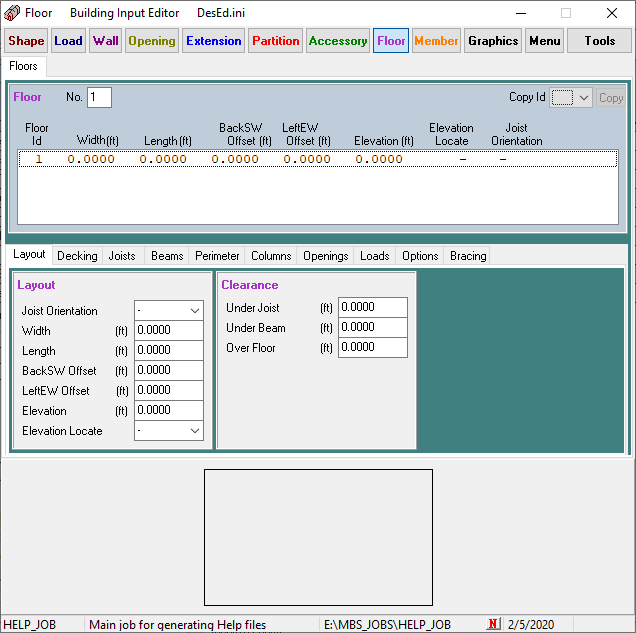 Floor Building Input Editor DesEd.ini
Shape Load Wall Opening Extension Partition Accessory Floor Member Graphics Menu Tools
Floors
Floor No. 1 Copy Id Copy
Floor Id Width(ft) Length(ft) BackSW Offset (ft) LeftEW Offset (ft) Elevation (ft) Elevation Locate Joist Orientation
1 0.0000 0.0000 0.0000 0.0000 0.0000 – –
Layout Decking Joists Beams Perimeter Columns Openings Loads Options Bracing
Layout
Joist Orientation -
Width (ft) 0.0000
Length (ft) 0.0000
BackSW Offset (ft) 0.0000
LeftEW Offset (ft) 0.0000
Elevation (ft) 0.0000
Elevation Locate -
Clearance
Under Joist (ft) 0.0000
Under Beam (ft) 0.0000
Over Floor (ft) 0.0000
HELP_JOB Main job for generating Help files E:\MBS_JOBS\HELP_JOB N 2/5/2020